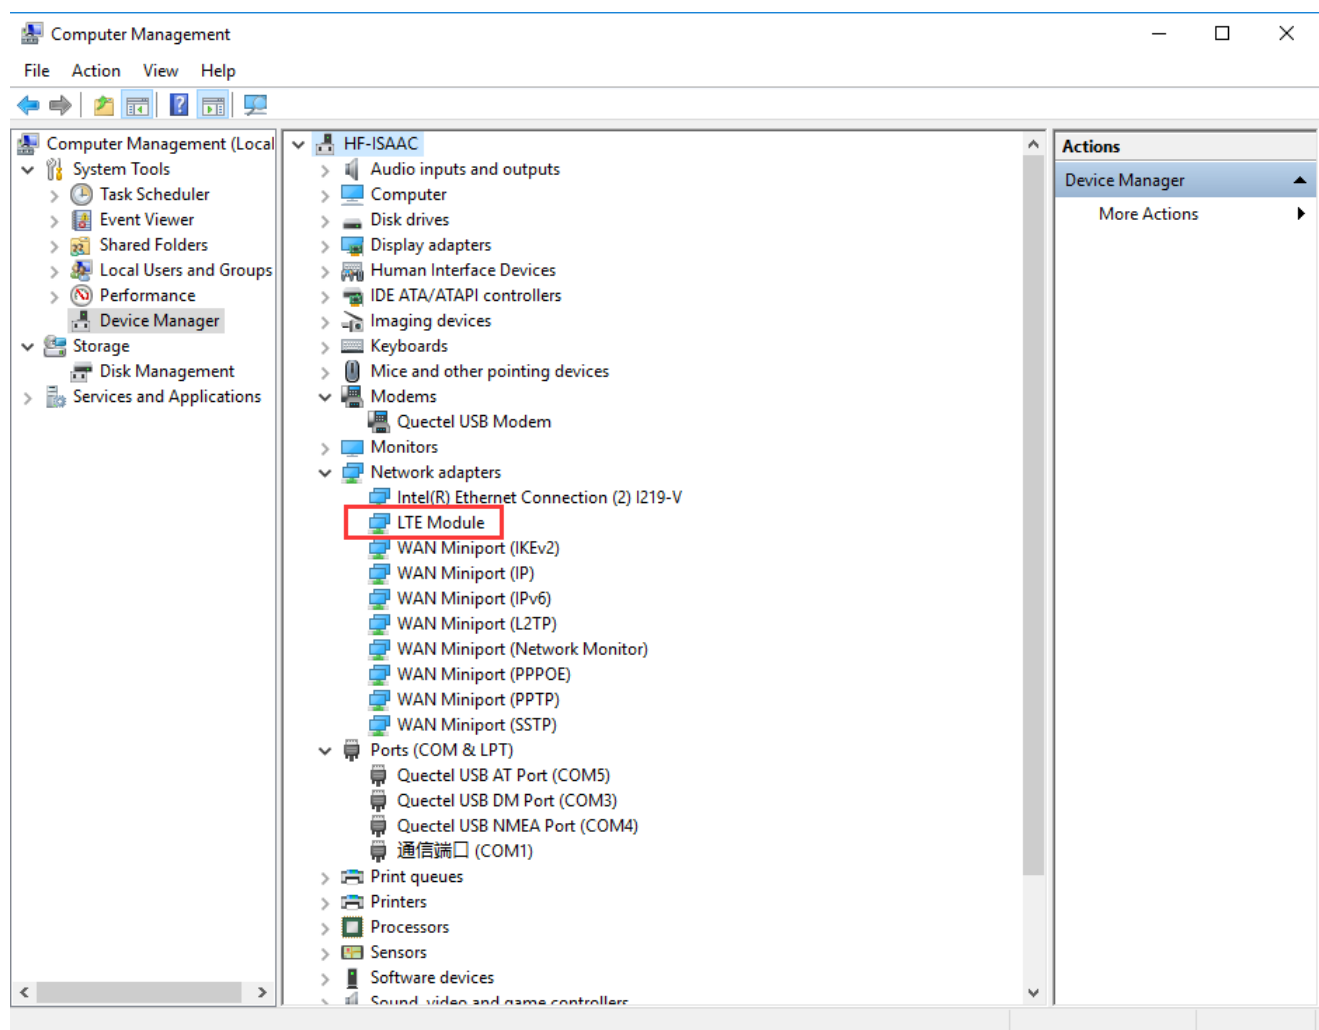 Computer Management
File Action View Help
Computer Management (Local
System Tools
Task Scheduler
Event Viewer
Shared Folders
Local Users and Groups
Performance
Device Manager
Storage
Disk Management
Services and Applications
HF-ISAAC
Audio inputs and outputs
Computer
Disk drives
Display adapters
Human Interface Devices
IDE ATA/ATAPI controllers
Imaging devices
Keyboards
Mice and other pointing devices
Modems
Quectel USB Modem
Monitors
Network adapters
Intel(R) Ethernet Connection (2) I219-V
LTE Module
WAN Miniport (IKEv2)
WAN Miniport (IP)
WAN Miniport (IPv6)
WAN Miniport (L2TP)
WAN Miniport (Network Monitor)
WAN Miniport (PPPOE)
WAN Miniport (PPTP)
WAN Miniport (SSTP)
Ports (COM & LPT)
Quectel USB AT Port (COM5)
Quectel USB DM Port (COM3)
Quectel USB NMEA Port (COM4)
通信端口 (COM1)
Print queues
Printers
Processors
Sensors
Software devices
Sound, video and game controllers
Actions
Device Manager
More Actions